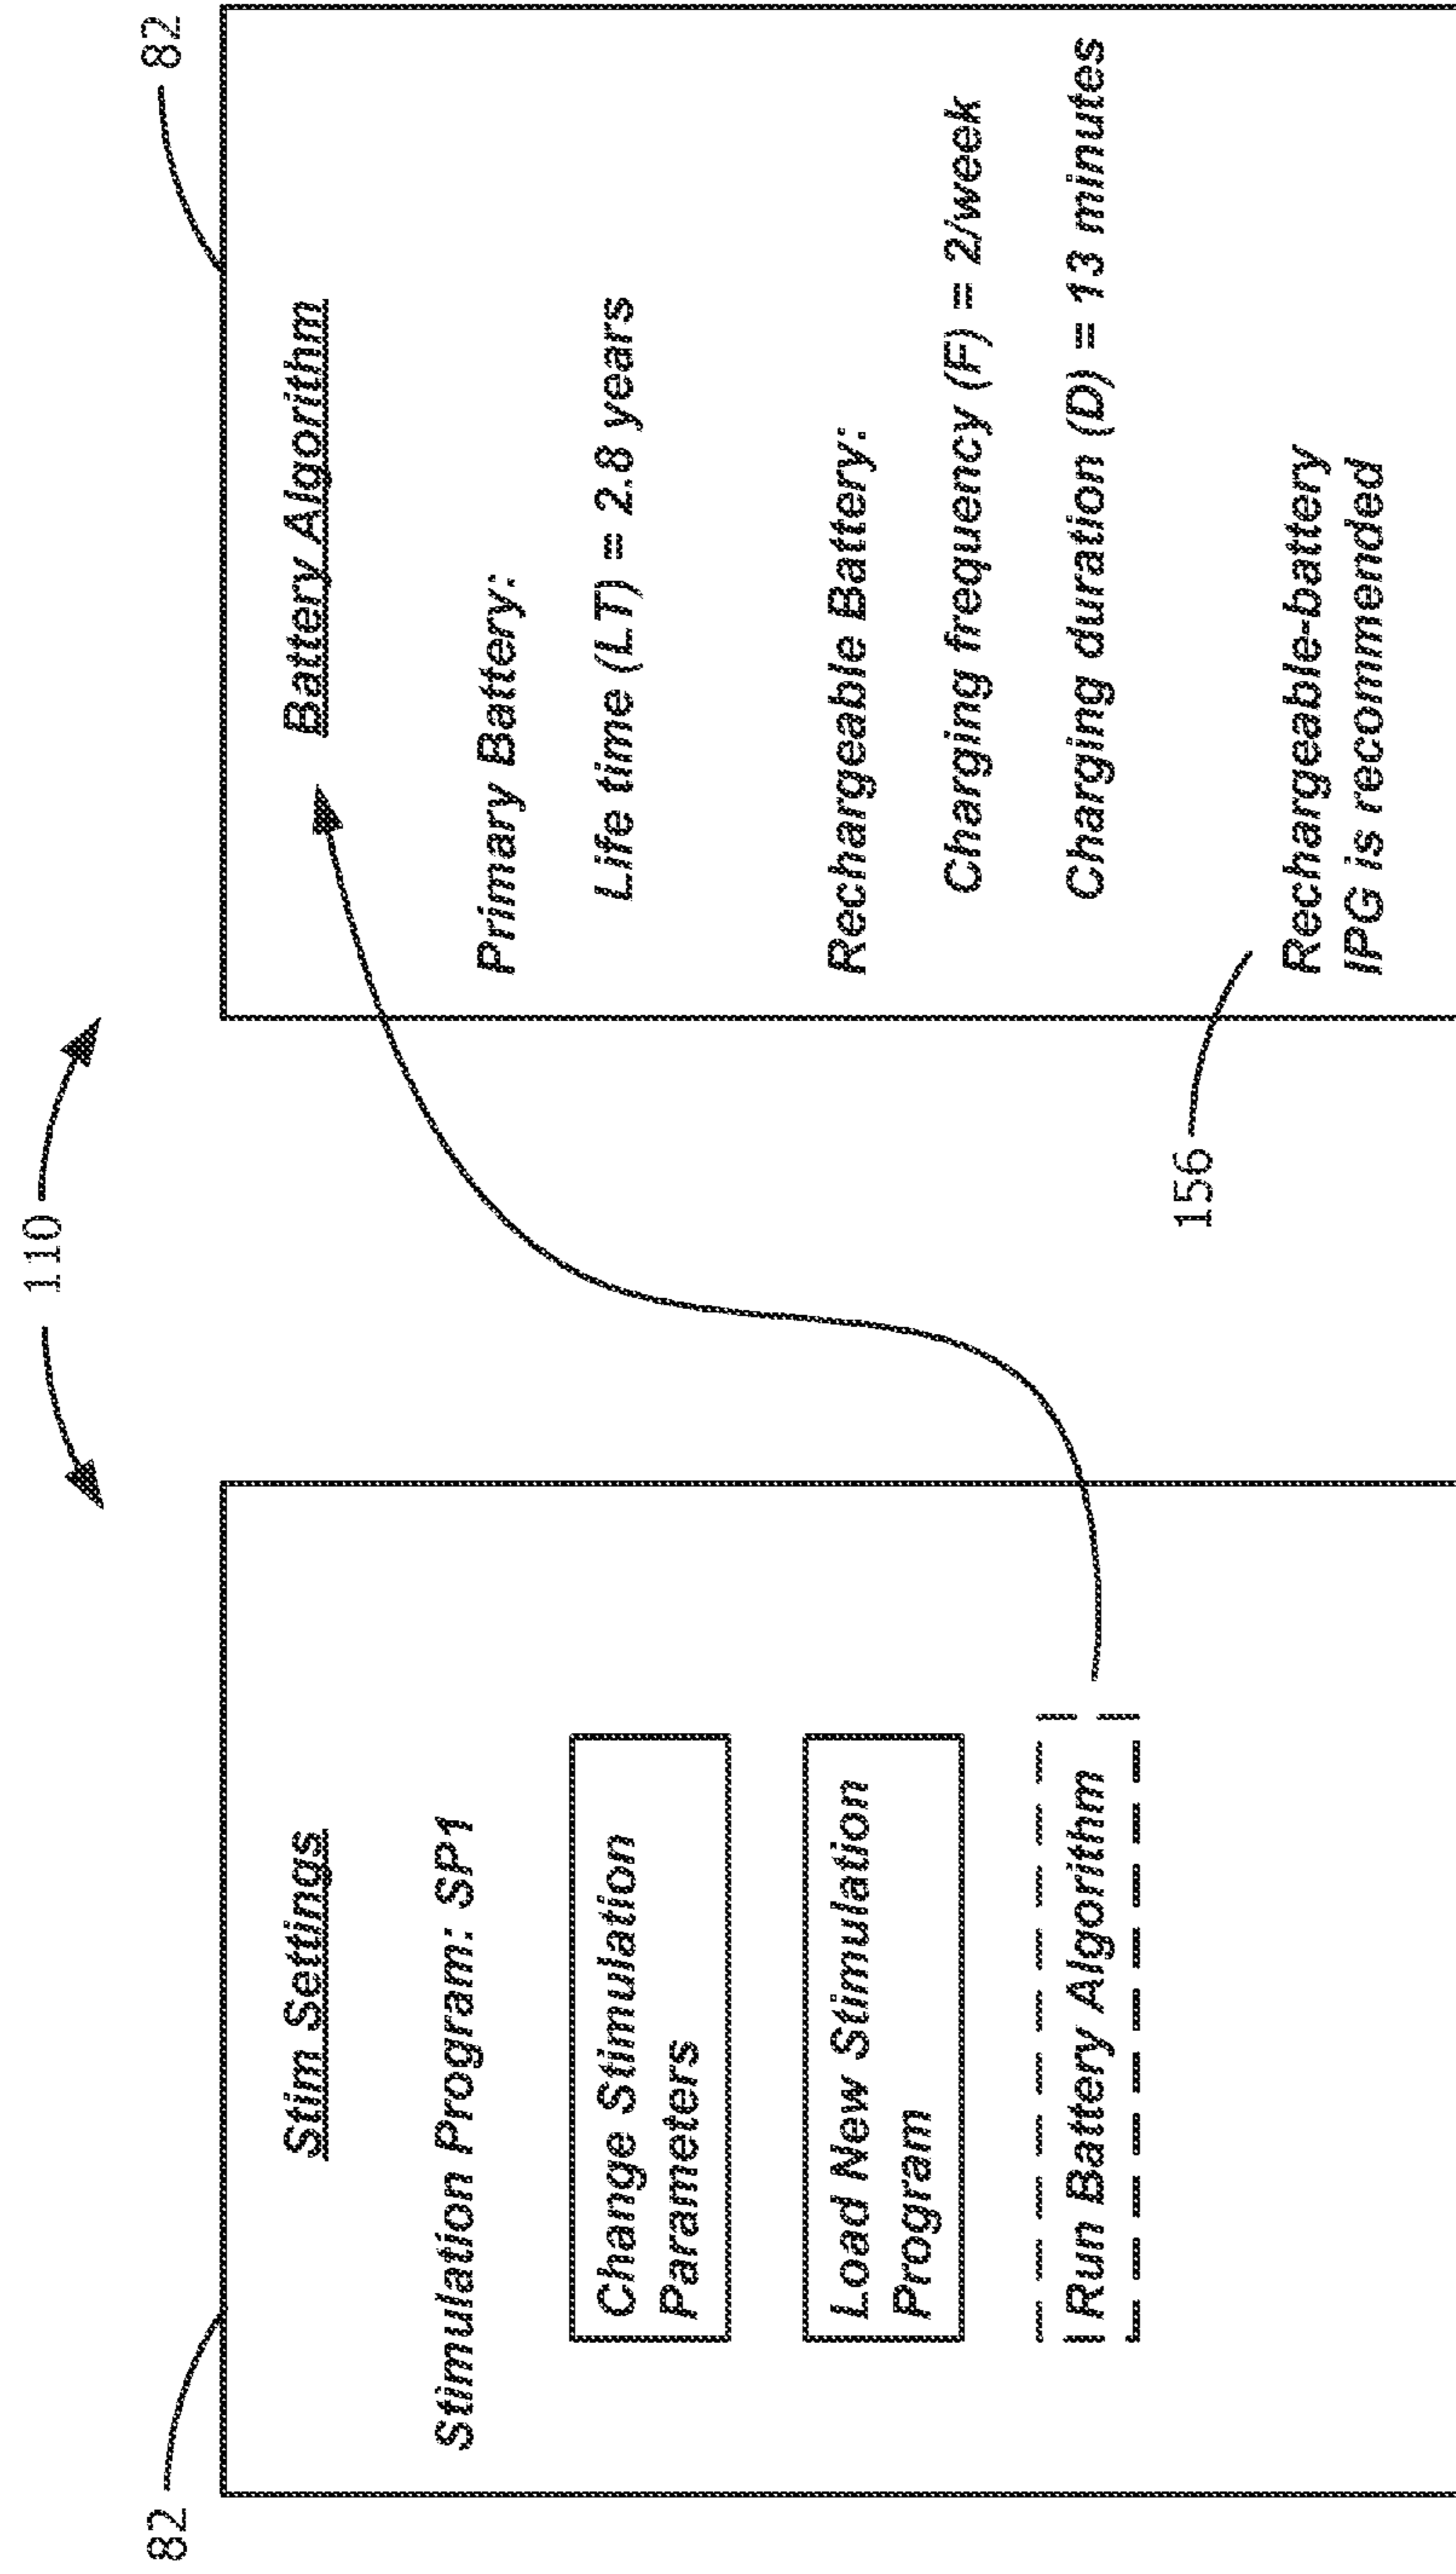 110
82
Stim Settings
Stimulation Program: SP1
Change Stimulation
Parameters
Load New Stimulation
Program
Run Battery Algorithm
82
Battery Algorithm
Primary Battery:
Life time (LT) = 2.8 years
Rechargeable Battery:
Charging frequency (F) = 2/week
Charging duration (D) = 13 minutes
156
Rechargeable-battery
IPG is recommended